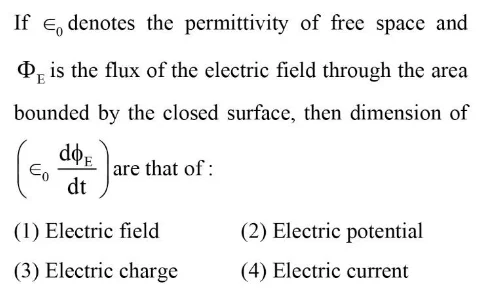 If ∈₀ denotes the permittivity of free space and
Φ_E is the flux of the electric field through the area
bounded by the closed surface, then dimension of
(∈₀ dϕ_E/dt) are that of :
(1) Electric field (2) Electric potential
(3) Electric charge (4) Electric current